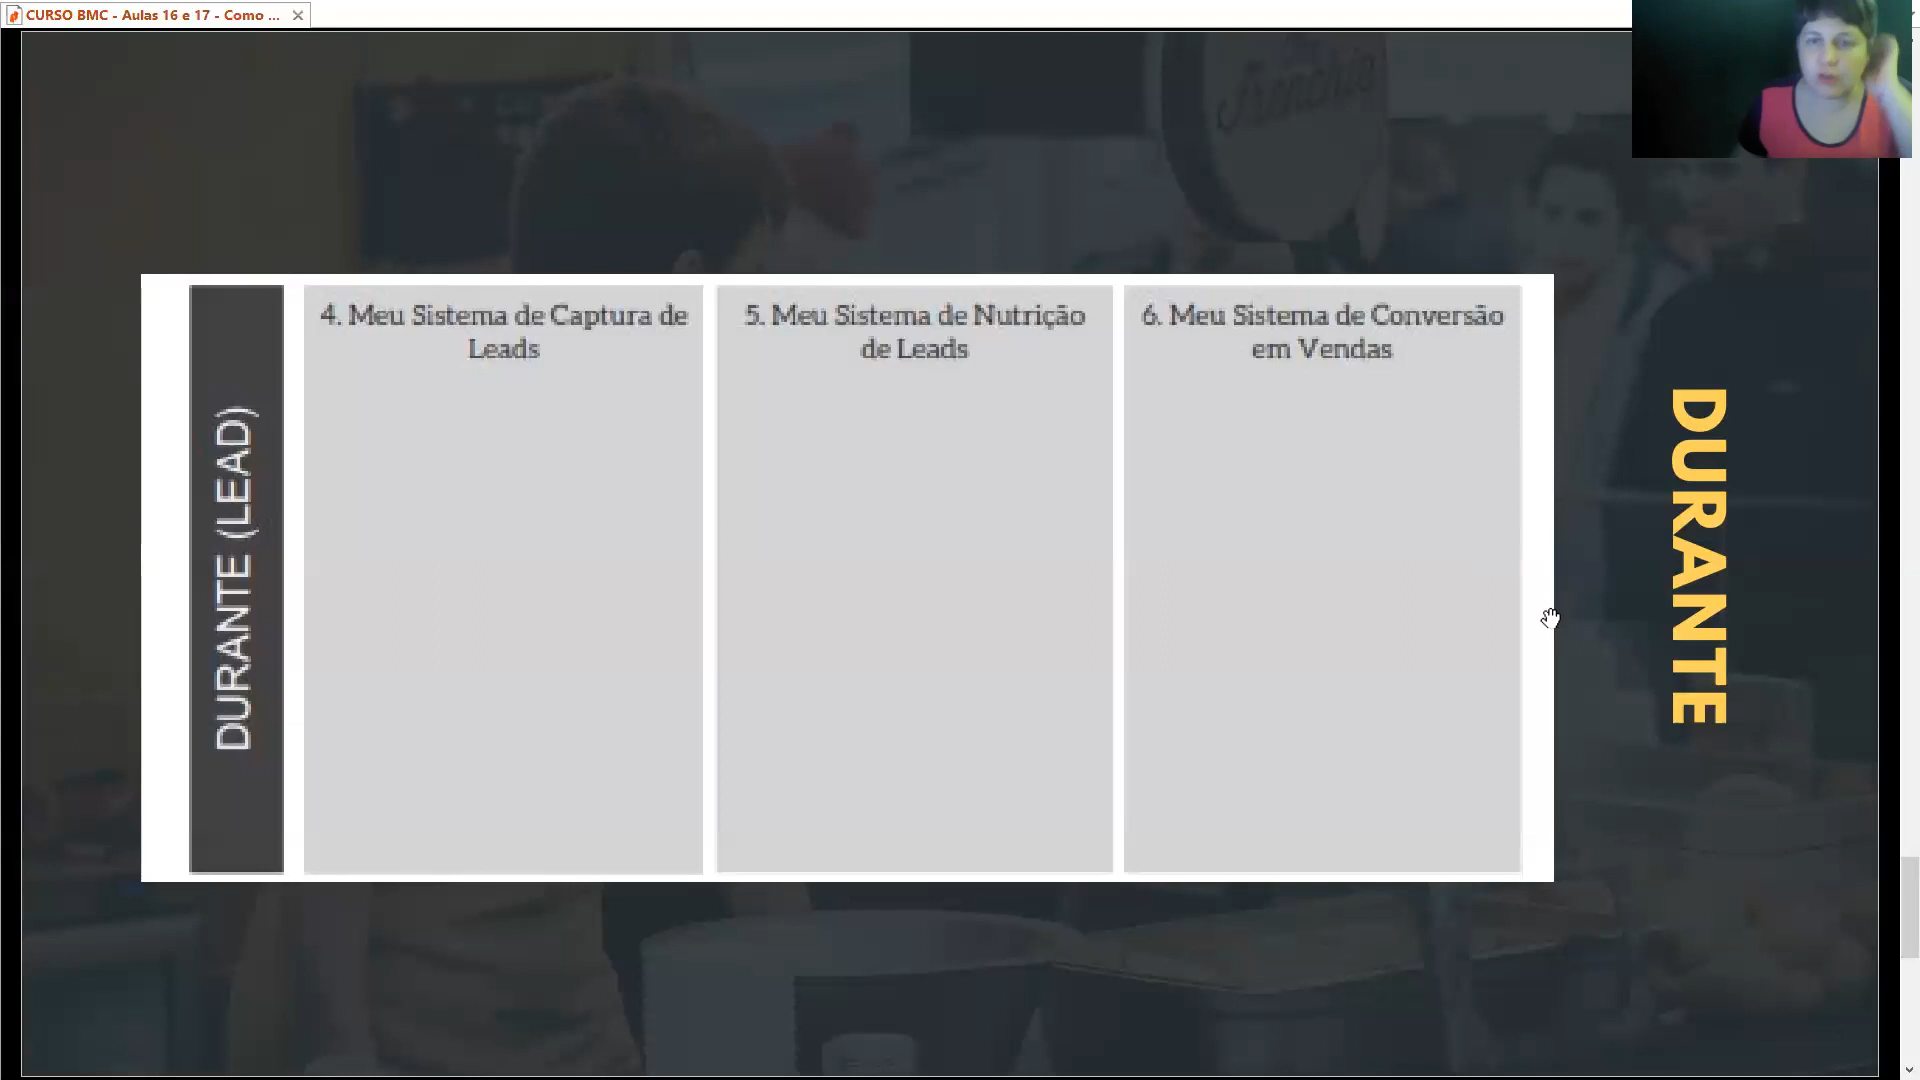 CURSO BMC - Aulas 16 e 17 - Como ...
DURANTE (LEAD)
4. Meu Sistema de Captura de
Leads
5. Meu Sistema de Nutrição
de Leads
6. Meu Sistema de Conversão
em Vendas
DURANTE